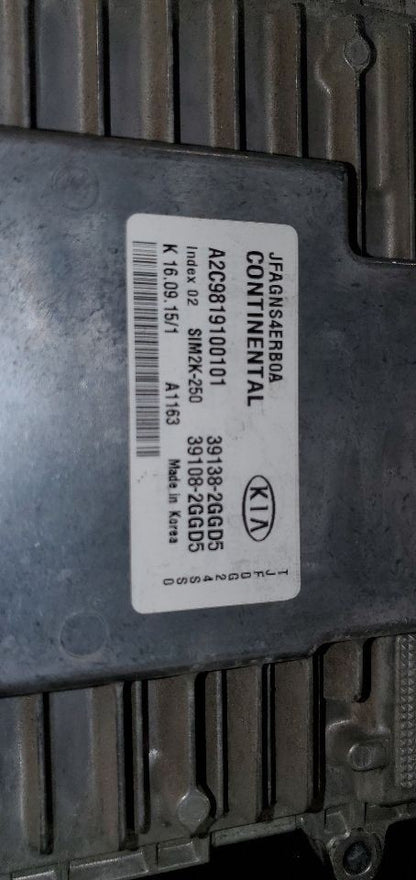 JFAGNS4ERB0A
CONTINENTAL
KIA
A2C9819100101 39138-2GGD5
Index 02 SIM2K-250 39108-2GGD5
K 16.09.15/1 A1163 Made in Korea
T J F 0 G G 2 4 S S 0